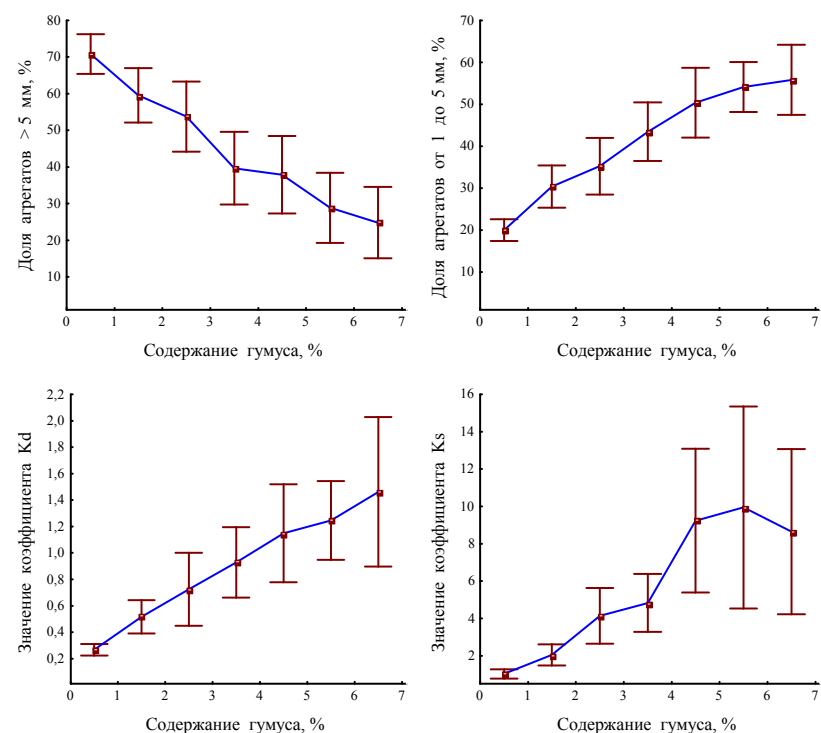 Доля агрегатов > 5 мм, %
80
70
60
50
40
30
20
10
0 1 2 3 4 5 6 7
Содержание гумуса, %
Доля агрегатов от 1 до 5 мм, %
70
60
50
40
30
20
10
0 1 2 3 4 5 6 7
Содержание гумуса, %
Значение коэффициента Kd
2,2
2,0
1,8
1,6
1,4
1,2
1,0
0,8
0,6
0,4
0,2
0 1 2 3 4 5 6 7
Содержание гумуса, %
Значение коэффициента Ks
16
14
12
10
8
6
4
2
0 1 2 3 4 5 6 7
Содержание гумуса, %